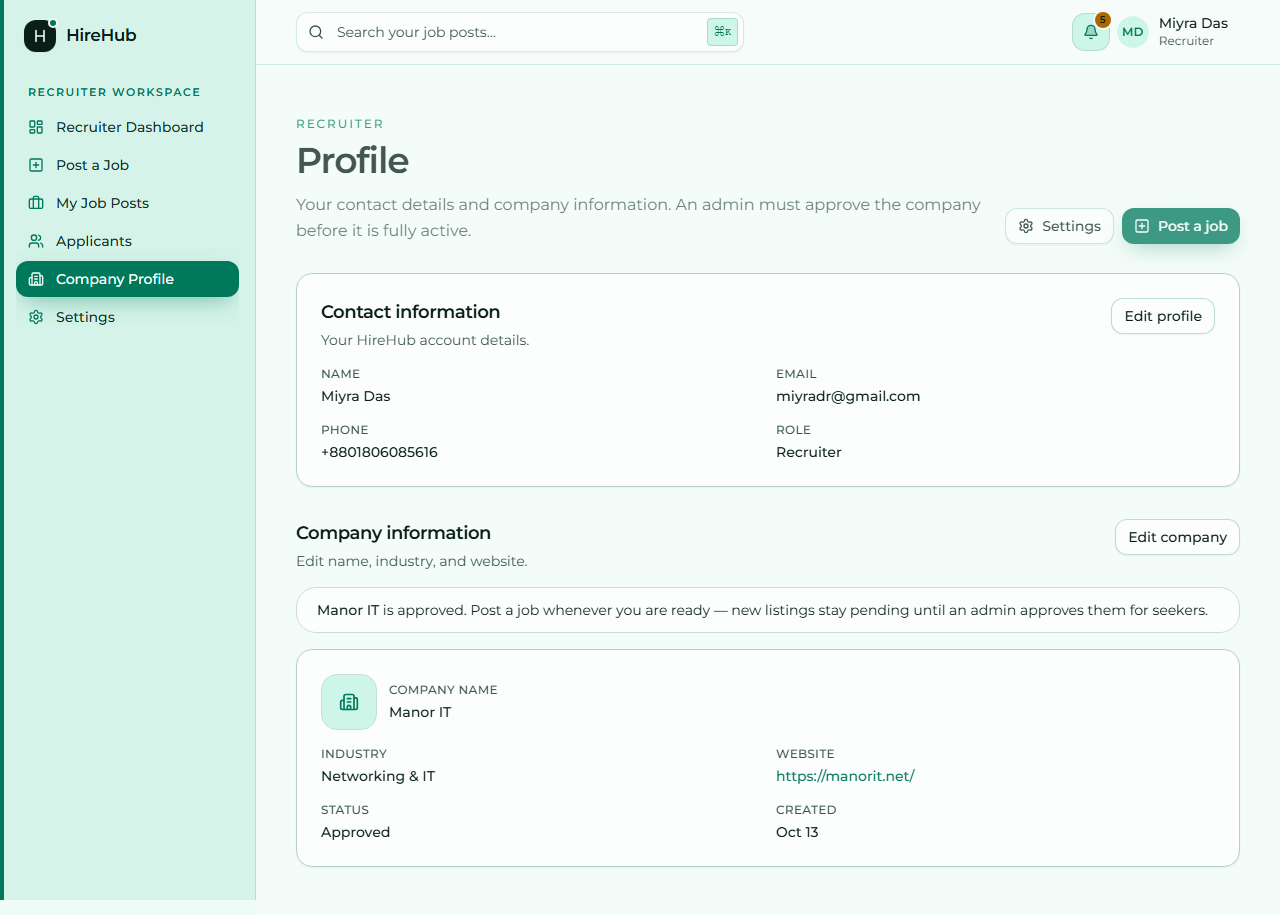 H HireHub
RECRUITER WORKSPACE
Recruiter Dashboard
Post a Job
My Job Posts
Applicants
Company Profile
Settings
Search your job posts...
⌘K
5
MD
Miyra Das
Recruiter
RECRUITER
Profile
Your contact details and company information. An admin must approve the company
before it is fully active.
Settings
Post a job
Contact information
Edit profile
Your HireHub account details.
NAME
Miyra Das
EMAIL
miyradr@gmail.com
PHONE
+8801806085616
ROLE
Recruiter
Company information
Edit company
Edit name, industry, and website.
Manor IT is approved. Post a job whenever you are ready — new listings stay pending until an admin approves them for seekers.
COMPANY NAME
Manor IT
INDUSTRY
Networking & IT
WEBSITE
https://manorit.net/
STATUS
Approved
CREATED
Oct 13